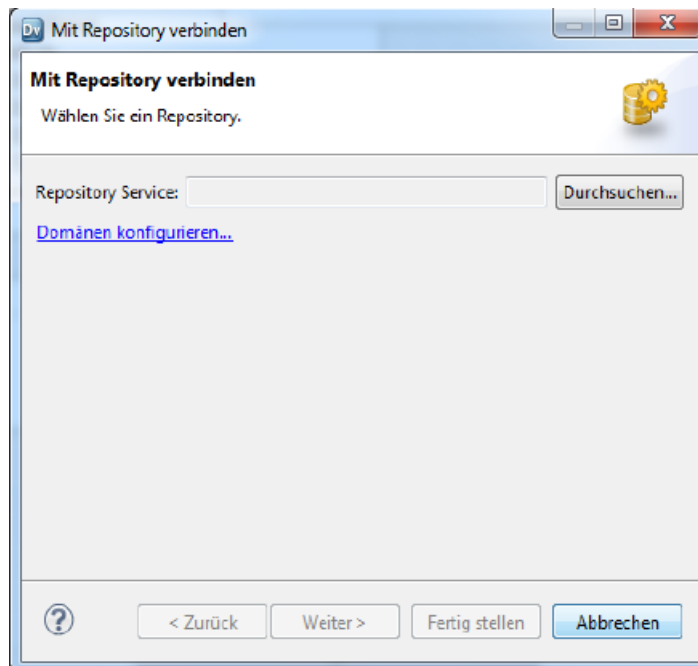 Dv Mit Repository verbinden
Mit Repository verbinden
Wählen Sie ein Repository.
Repository Service: Durchsuchen...
Domänen konfigurieren...
? < Zurück Weiter > Fertig stellen Abbrechen